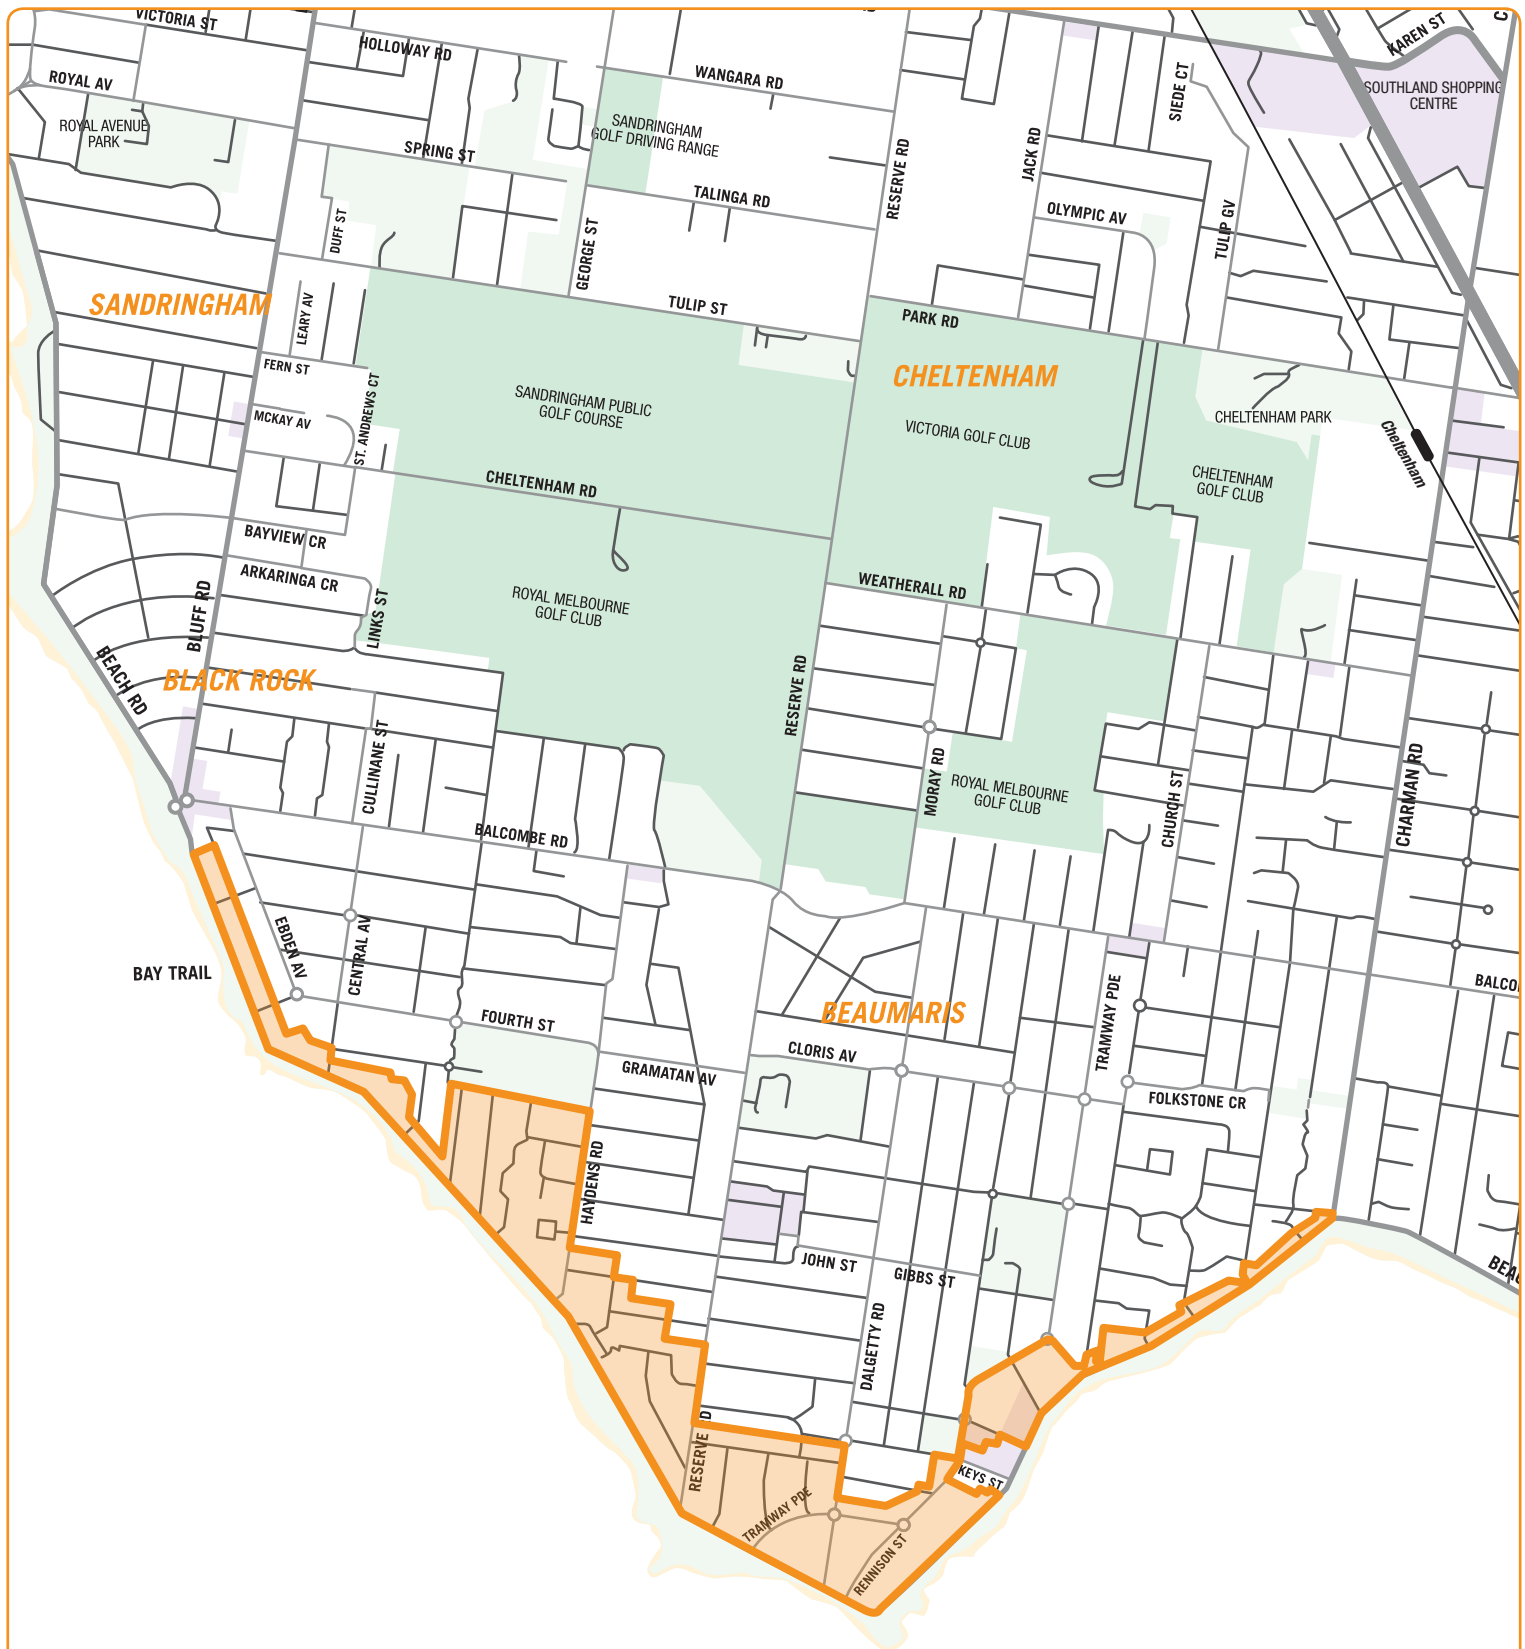 VICTORIA ST
HOLLOWAY RD
KAREN ST
C
ROYAL AV
WANGARA RD
SIEDE CT
SOUTHLAND SHOPPING
CENTRE
ROYAL AVENUE
PARK
SANDRINGHAM
GOLF DRIVING RANGE
SPRING ST
JACK RD
RESERVE RD
TALINGA RD
OLYMPIC AV
TULIP GV
DUFF ST
GEORGE ST
SANDRINGHAM
LEARY AV
TULIP ST
PARK RD
FERN ST
CHELTENHAM
ST. ANDREWS CT
SANDRINGHAM PUBLIC
GOLF COURSE
MCKAY AV
VICTORIA GOLF CLUB
CHELTENHAM PARK
Cheltenham
CHELTENHAM RD
CHELTENHAM
GOLF CLUB
BAYVIEW CR
ARKARINGA CR
WEATHERALL RD
ROYAL MELBOURNE
GOLF CLUB
BLUFF RD
LINKS ST
BEACH RD
BLACK ROCK
RESERVE RD
CULLINANE ST
MORAY RD
ROYAL MELBOURNE
GOLF CLUB
CHURCH ST
CHARMAN RD
BALCOMBE RD
EBDEN AV
CENTRAL AV
BAY TRAIL
BALCO
FOURTH ST
BEAUMARIS
TRAMWAY PDE
CLORIS AV
GRAMATAN AV
FOLKSTONE CR
HAYDENS RD
JOHN ST
GIBBS ST
BEA
DALGETTY RD
RESERVE RD
KEYS ST
TRAMWAY PDE
RENNISON ST